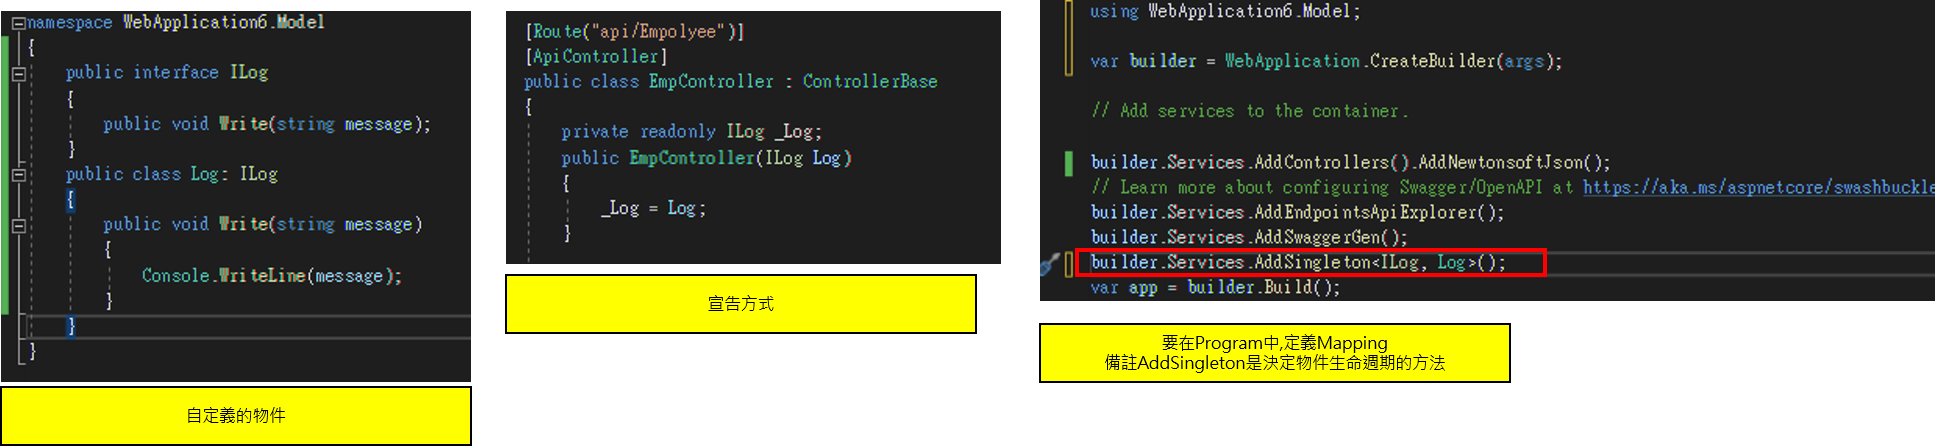 namespace WebApplication6.Model
{
public interface ILog
{
public void Write(string message);
}
public class Log: ILog
{
public void Write(string message)
{
Console.WriteLine(message);
}
}
}
自定義的物件
[Route("api/Empolyee")]
[ApiController]
public class EmpController : ControllerBase
{
private readonly ILog _Log;
public EmpController(ILog Log)
{
_Log = Log;
}
宣告方式
using WebApplication6.Model;
var builder = WebApplication.CreateBuilder(args);
// Add services to the container.
builder.Services.AddControllers().AddNewtonsoftJson();
// Learn more about configuring Swagger/OpenAPI at https://aka.ms/aspnetcore/swashbuckle
builder.Services.AddEndpointsApiExplorer();
builder.Services.AddSwaggerGen();
builder.Services.AddSingleton<ILog, Log>();
var app = builder.Build();
要在Program中,定義Mapping
備註AddSingleton是決定物件生命週期的方法